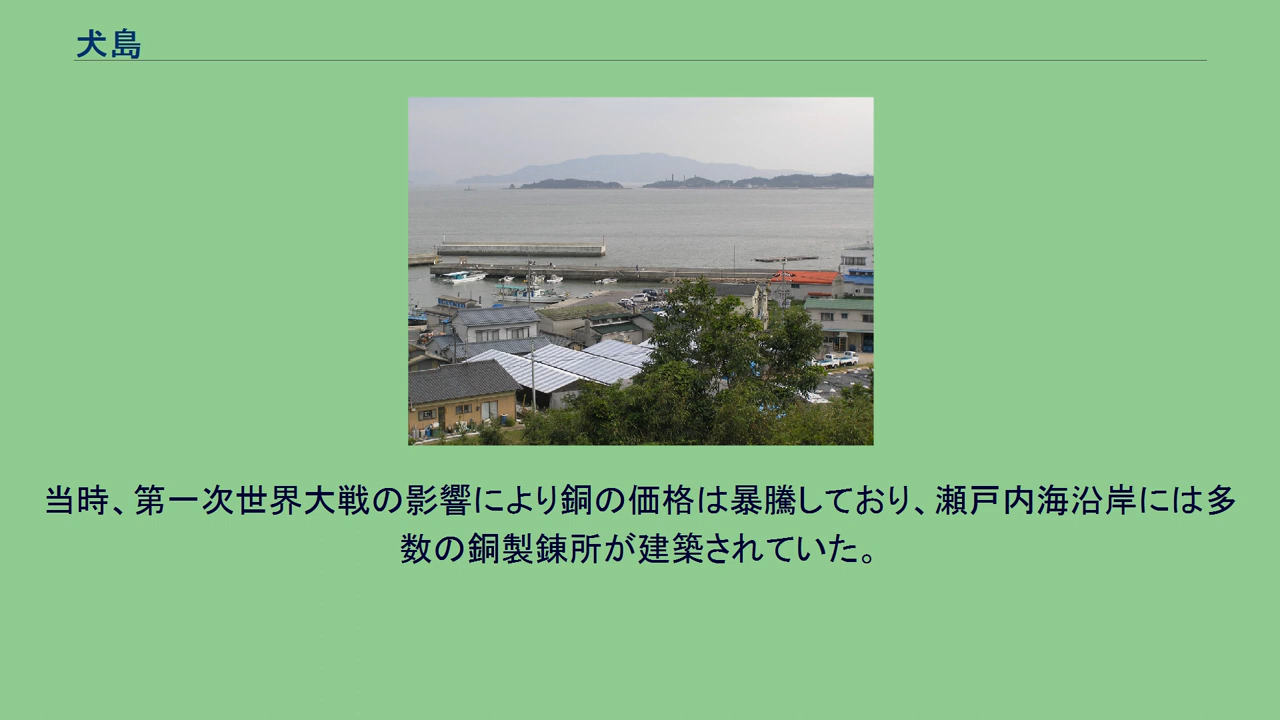 犬島
当時、第一次世界大戦の影響により銅の価格は暴騰しており、瀬戸内海沿岸には多
数の銅製錬所が建築されていた。